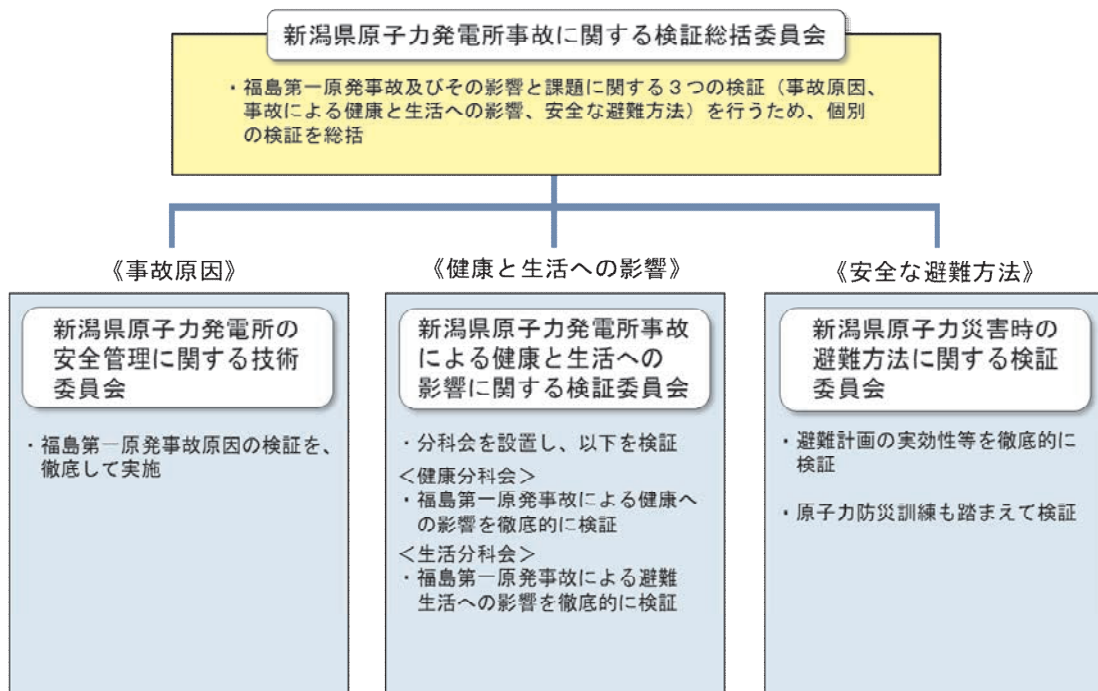 新潟県原子力発電所事故に関する検証総括委員会
・福島第一原発事故及びその影響と課題に関する３つの検証（事故原因、
事故による健康と生活への影響、安全な避難方法）を行うため、個別
の検証を総括
《事故原因》
新潟県原子力発電所の
安全管理に関する技術
委員会
・福島第一原発事故原因の検証を、
徹底して実施
《健康と生活への影響》
新潟県原子力発電所事故
による健康と生活への
影響に関する検証委員会
・分科会を設置し、以下を検証
＜健康分科会＞
・福島第一原発事故による健康へ
の影響を徹底的に検証
＜生活分科会＞
・福島第一原発事故による避難
生活への影響を徹底的に検証
《安全な避難方法》
新潟県原子力災害時の
避難方法に関する検証
委員会
・避難計画の実効性等を徹底的に
検証
・原子力防災訓練も踏まえて検証